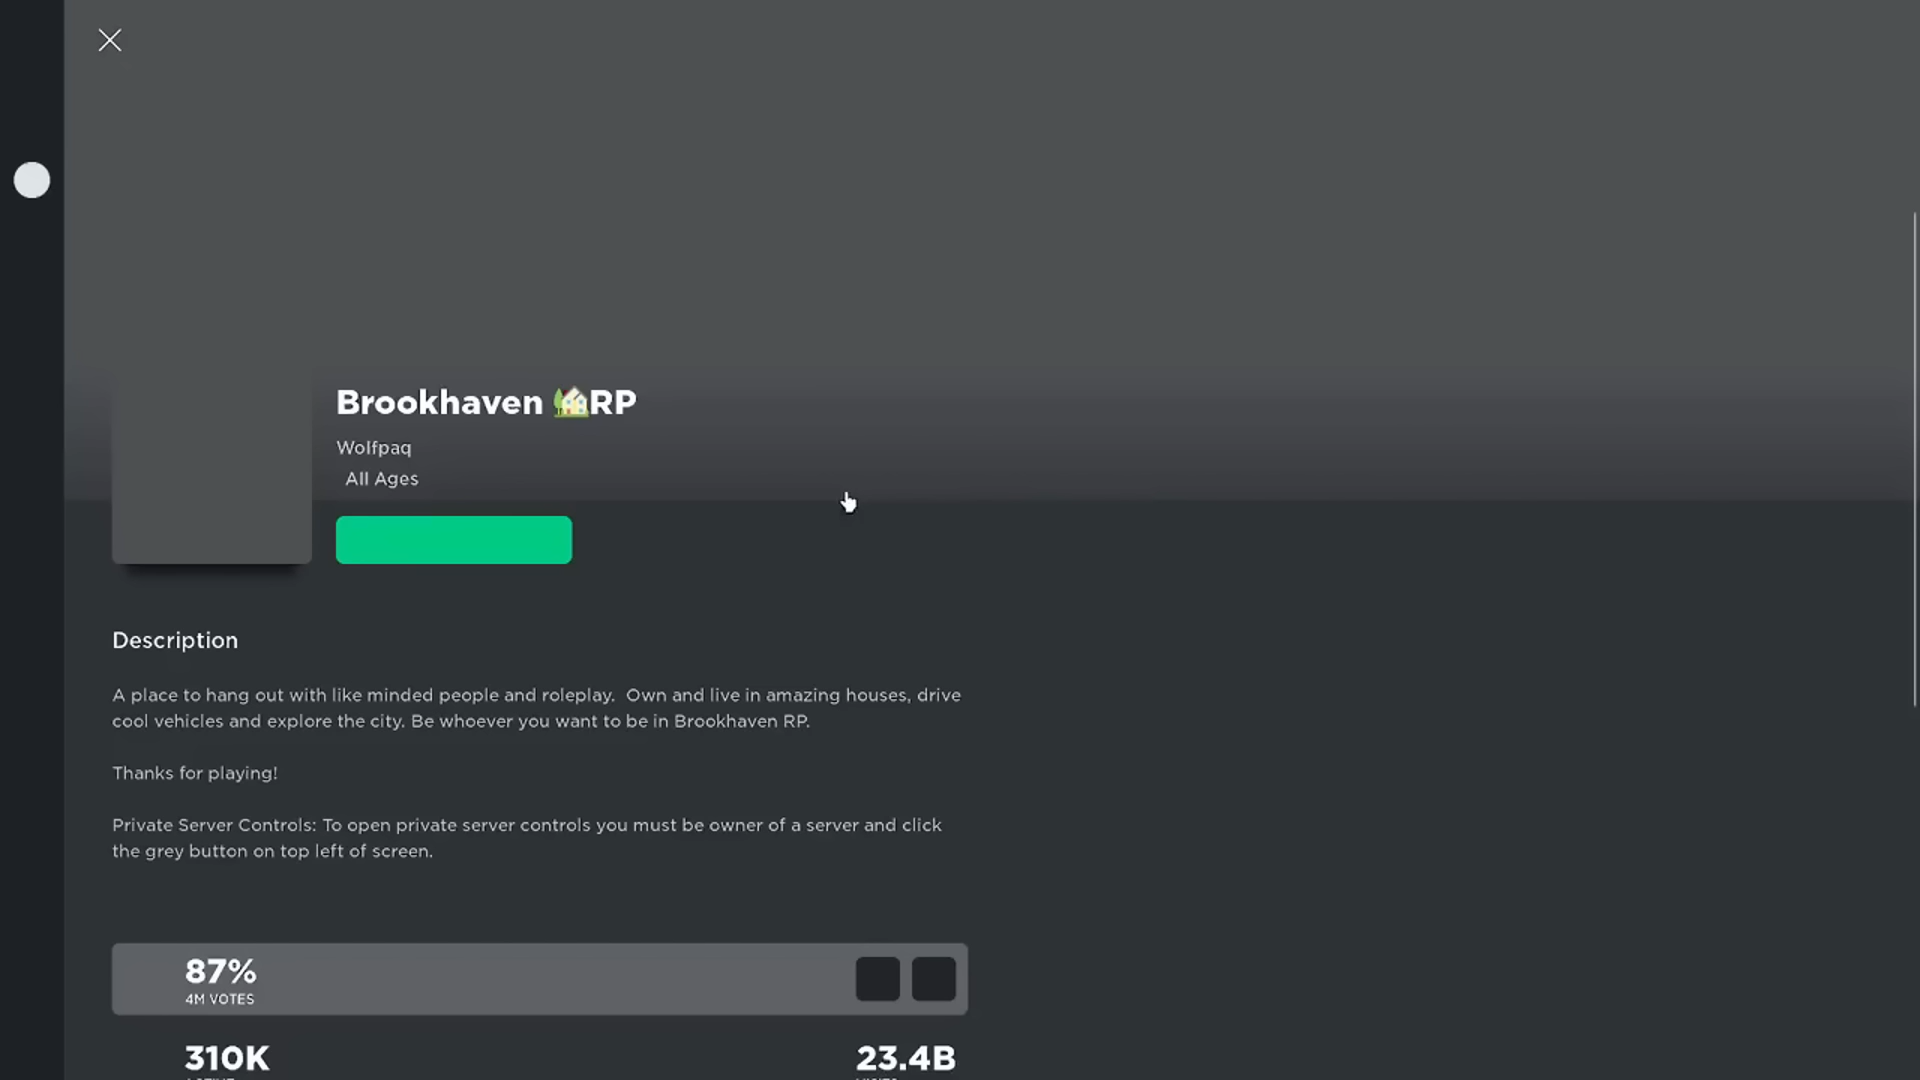 Brookhaven 🏡RP
Wolfpaq
All Ages
Description
A place to hang out with like minded people and roleplay.  Own and live in amazing houses, drive
cool vehicles and explore the city. Be whoever you want to be in Brookhaven RP.
Thanks for playing!
Private Server Controls: To open private server controls you must be owner of a server and click
the grey button on top left of screen.
87%
4M VOTES
310K
23.4B